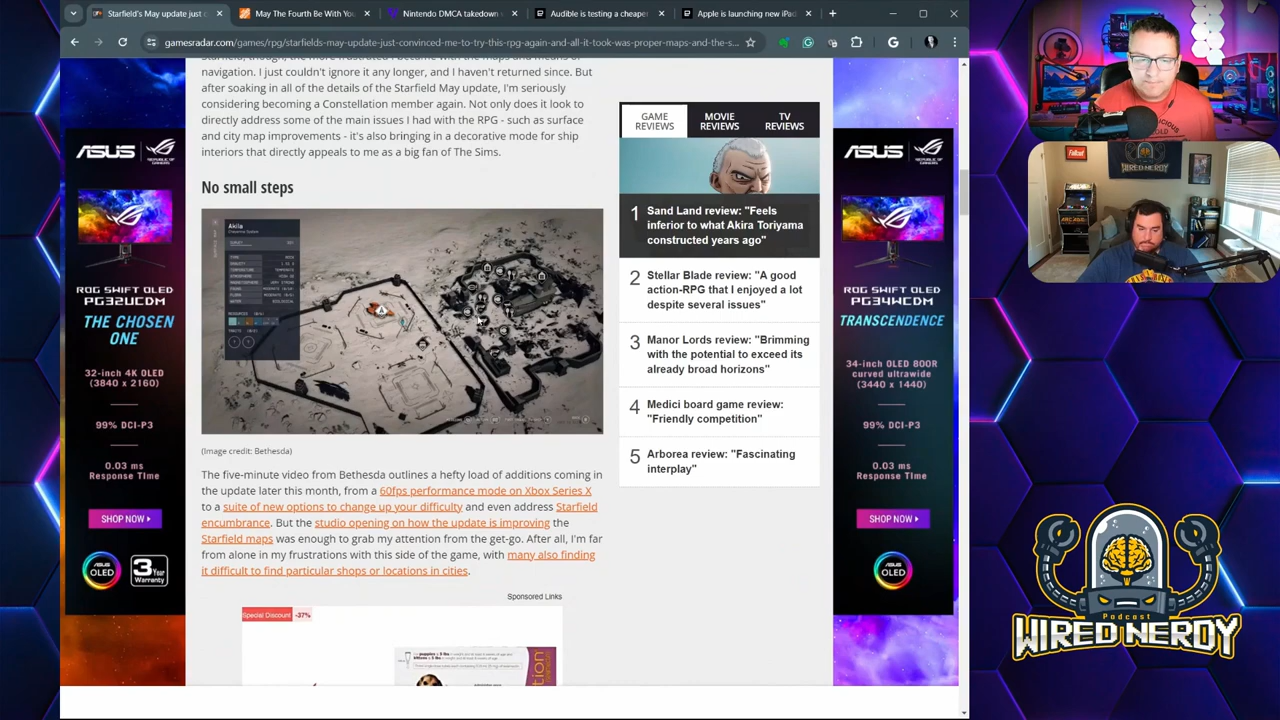 Starfield's May update just c
May The Fourth Be With You
Nintendo DMCA takedown
Audible is testing a cheaper
Apple is launching new iPad
gamesradar.com/games/rpg/starfields-may-update-just-convinced-me-to-try-this-rpg-again-and-all-it-took-was-proper-maps-and-the-s...
navigation. I just couldn't ignore it any longer, and I haven't returned since. But
after soaking in all of the details of the Starfield May update, I'm seriously
considering becoming a Constellation member again. Not only does it look to
directly address some of the main issues I had with the RPG - such as surface
and city map improvements - it's also bringing in a decorative mode for ship
interiors that directly appeals to me as a big fan of The Sims.
No small steps
Akila
(Image credit: Bethesda)
The five-minute video from Bethesda outlines a hefty load of additions coming in
the update later this month, from a 60fps performance mode on Xbox Series X
to a suite of new options to change up your difficulty and even address Starfield
encumbrance. But the studio opening on how the update is improving the
Starfield maps was enough to grab my attention from the get-go. After all, I'm far
from alone in my frustrations with this side of the game, with many also finding
it difficult to find particular shops or locations in cities.
Sponsored Links
Special Discount -37%
GAME REVIEWS
MOVIE REVIEWS
TV REVIEWS
1 Sand Land review: "Feels
inferior to what Akira Toriyama
constructed years ago"
2 Stellar Blade review: "A good
action-RPG that I enjoyed a lot
despite several issues"
3 Manor Lords review: "Brimming
with the potential to exceed its
already broad horizons"
4 Medici board game review:
"Friendly competition"
5 Arborea review: "Fascinating
interplay"
ASUS REPUBLIC OF GAMERS
ROG SWIFT OLED
PG32UCDM
THE CHOSEN
ONE
32-inch 4K OLED
(3840 x 2160)
99% DCI-P3
0.03 ms
Response Time
SHOP NOW
ASUS OLED
3 Year Warranty
ASUS REPUBLIC OF GAMERS
ROG SWIFT OLED
PG34WCDM
TRANSCENDENCE
34-inch OLED 800R
curved ultrawide
(3440 x 1440)
99% DCI-P3
0.03 ms
Response Time
SHOP NOW
ASUS OLED
Fallout
WIRED NERDY
ARCADE
Podcast
WIRED NERDY